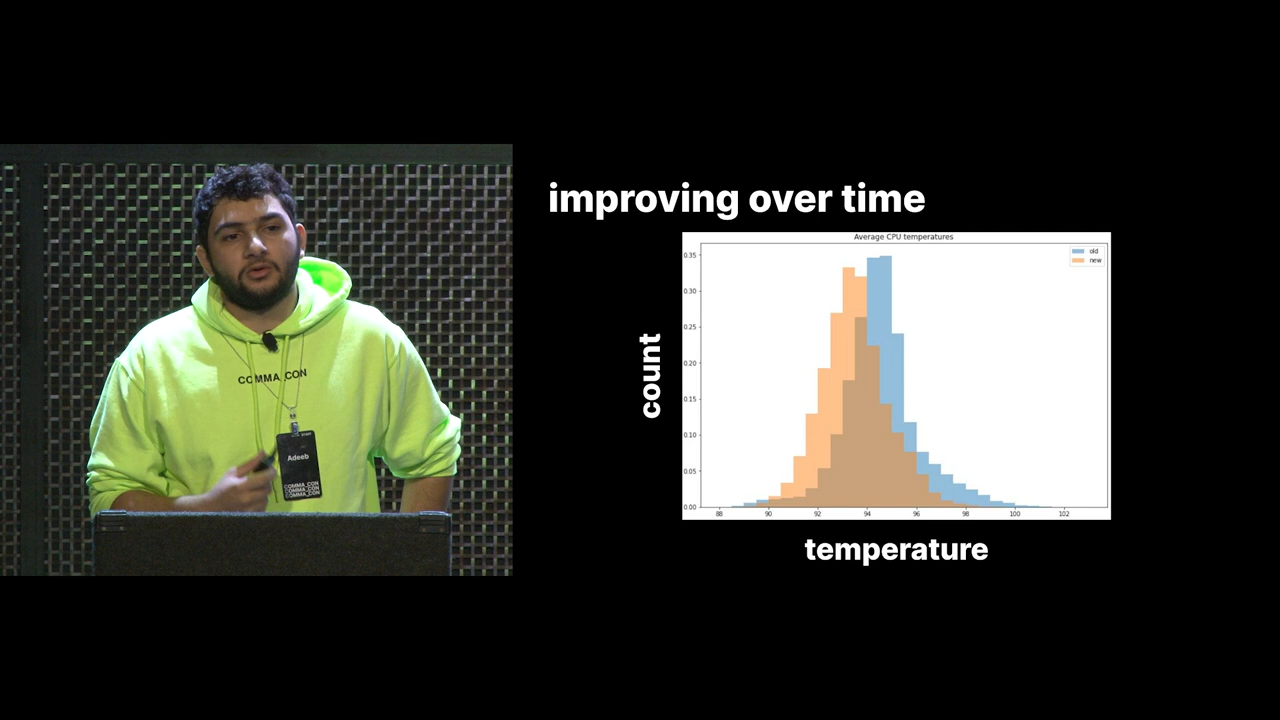 improving over time
Average CPU temperatures
old
new
0.35
0.30
0.25
0.20
0.15
0.10
0.05
0.00
88 90 92 94 96 98 100 102
count
temperature
COMMA_CON
Adeeb
COMMA_CON
COMMA_CON
COMMA_CON